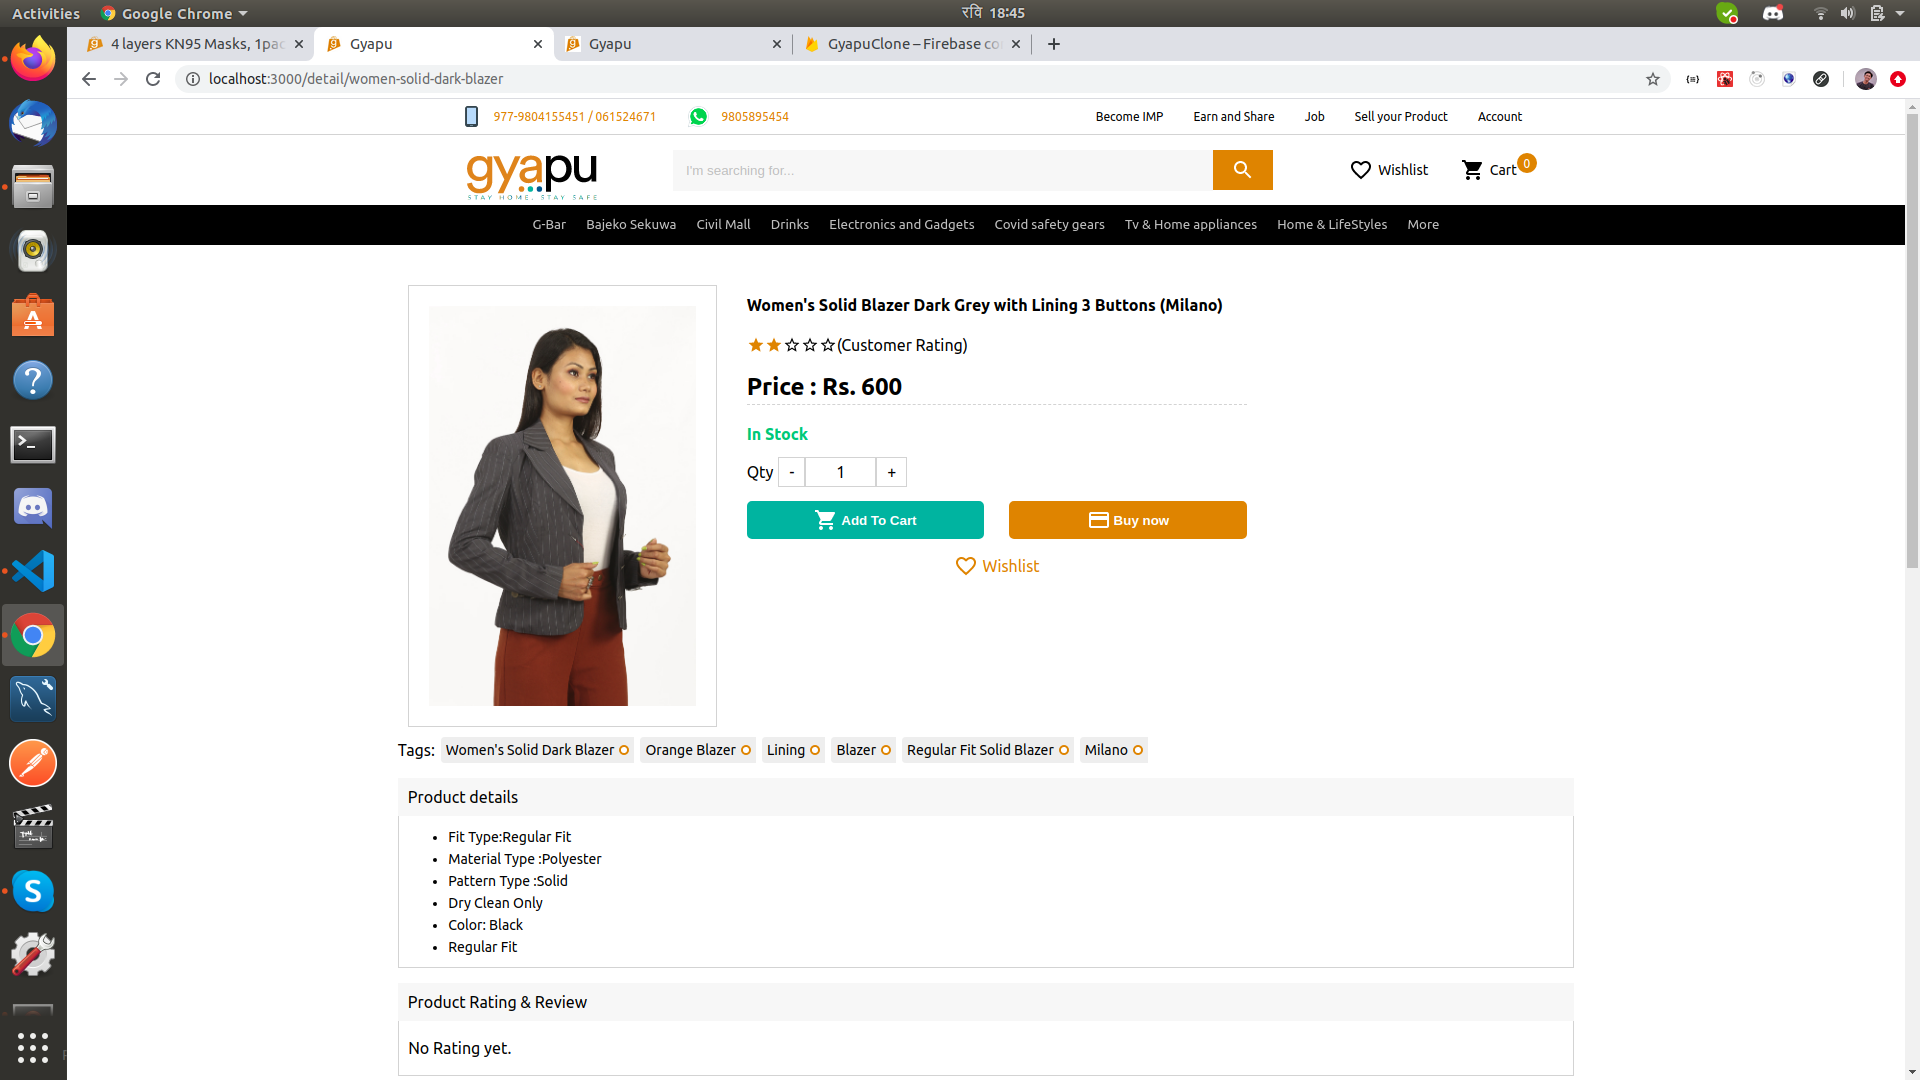 Activities
Google Chrome
रवि 18:45
4 layers KN95 Masks, 1pac
Gyapu
Gyapu
GyapuClone – Firebase co
localhost:3000/detail/women-solid-dark-blazer
977-9804155451 / 061524671
9805895454
Become IMP
Earn and Share
Job
Sell your Product
Account
gyapu
STAY HOME, STAY SAFE
I'm searching for...
Wishlist
Cart 0
G-Bar
Bajeko Sekuwa
Civil Mall
Drinks
Electronics and Gadgets
Covid safety gears
Tv & Home appliances
Home & LifeStyles
More
Women's Solid Blazer Dark Grey with Lining 3 Buttons (Milano)
(Customer Rating)
Price : Rs. 600
In Stock
Qty - 1 +
Add To Cart
Buy now
Wishlist
Tags: Women's Solid Dark Blazer Orange Blazer Lining Blazer Regular Fit Solid Blazer Milano
Product details
• Fit Type:Regular Fit
• Material Type :Polyester
• Pattern Type :Solid
• Dry Clean Only
• Color: Black
• Regular Fit
Product Rating & Review
No Rating yet.